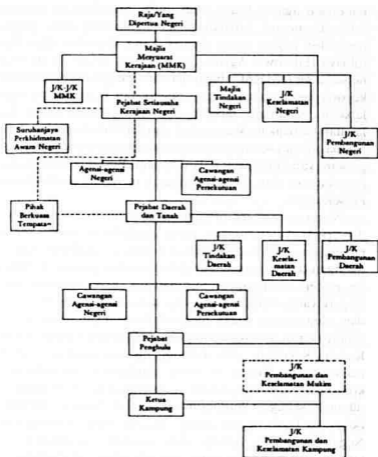 Raja/Yang
Dipertua Negeri
Majlis
Mesyuarat
Kerajaan (MMK)
J/K-J/K
MMK
Pejabat Setiausaha
Kerajaan Negeri
Majlis
Tindakan
Negeri
J/K
Keselamatan
Negeri
Suruhanjaya
Perkhidmatan
Awam Negeri
J/K
Pembangunan
Negeri
Agensi-agensi
Negeri
Cawangan
Agensi-agensi
Persekutuan
Pihak
Berkuasa
Tempatan
Pejabat Daerah
dan Tanah
J/K
Tindakan
Daerah
J/K
Kesela-
matan
Daerah
J/K
Pembangunan
Daerah
Cawangan
Agensi-agensi
Negeri
Cawangan
Agensi-agensi
Persekutuan
Pejabat
Penghulu
J/K
Pembangunan dan
Keselamatan Mukim
Ketua
Kampung
J/K
Pembangunan dan
Keselamatan Kampung